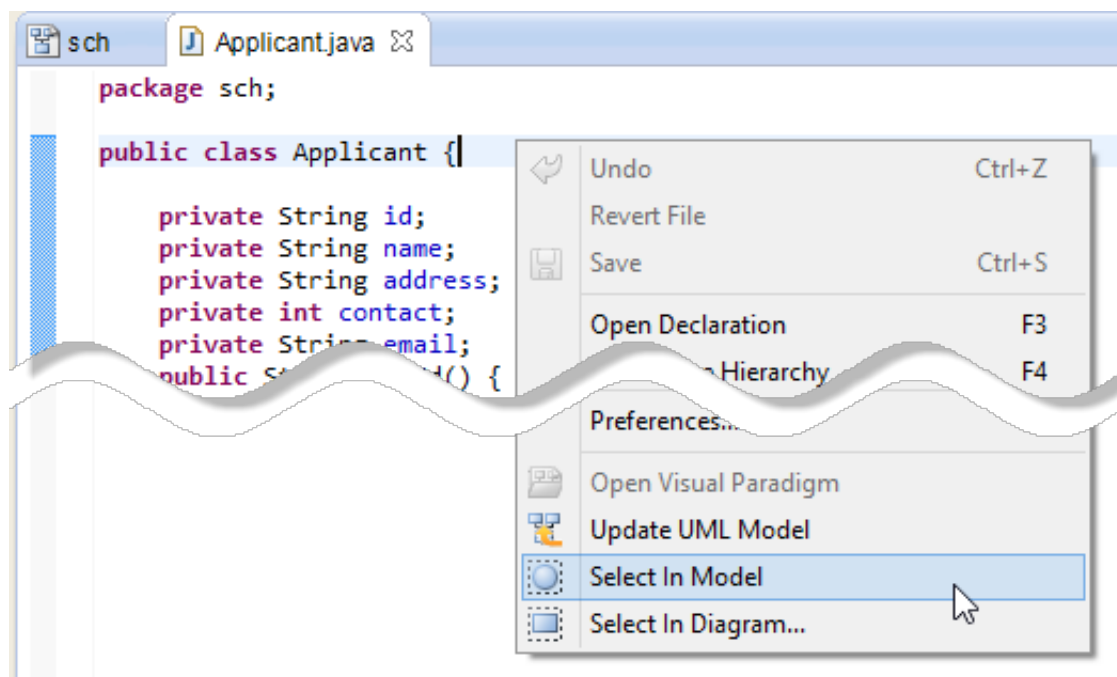 sch
Applicant.java
package sch;
public class Applicant {
private String id;
private String name;
private String address;
private int contact;
private String email;
public
() {
Undo Ctrl+Z
Revert File
Save Ctrl+S
Open Declaration F3
Hierarchy F4
Preferences...
Open Visual Paradigm
Update UML Model
Select In Model
Select In Diagram...